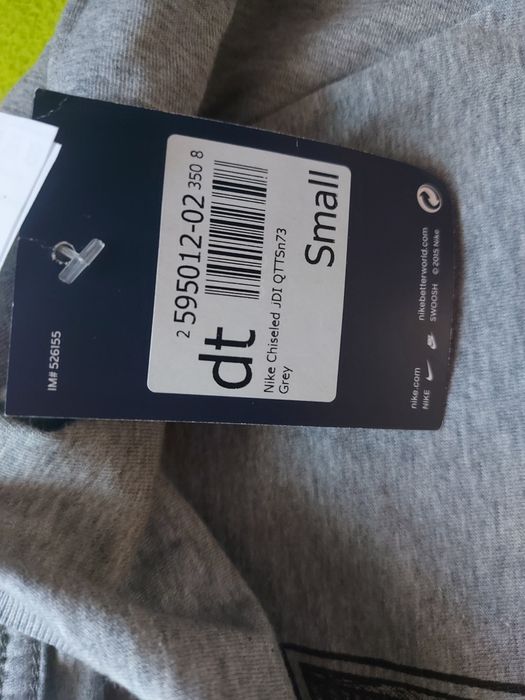 2 595012-02 350 8
dt
Nike Chiseled JDI QTTSn73
Grey
Small
IM# 526155
nike.com
NIKE
nikebetterworld.com
SWOOSH © 2015 Nike